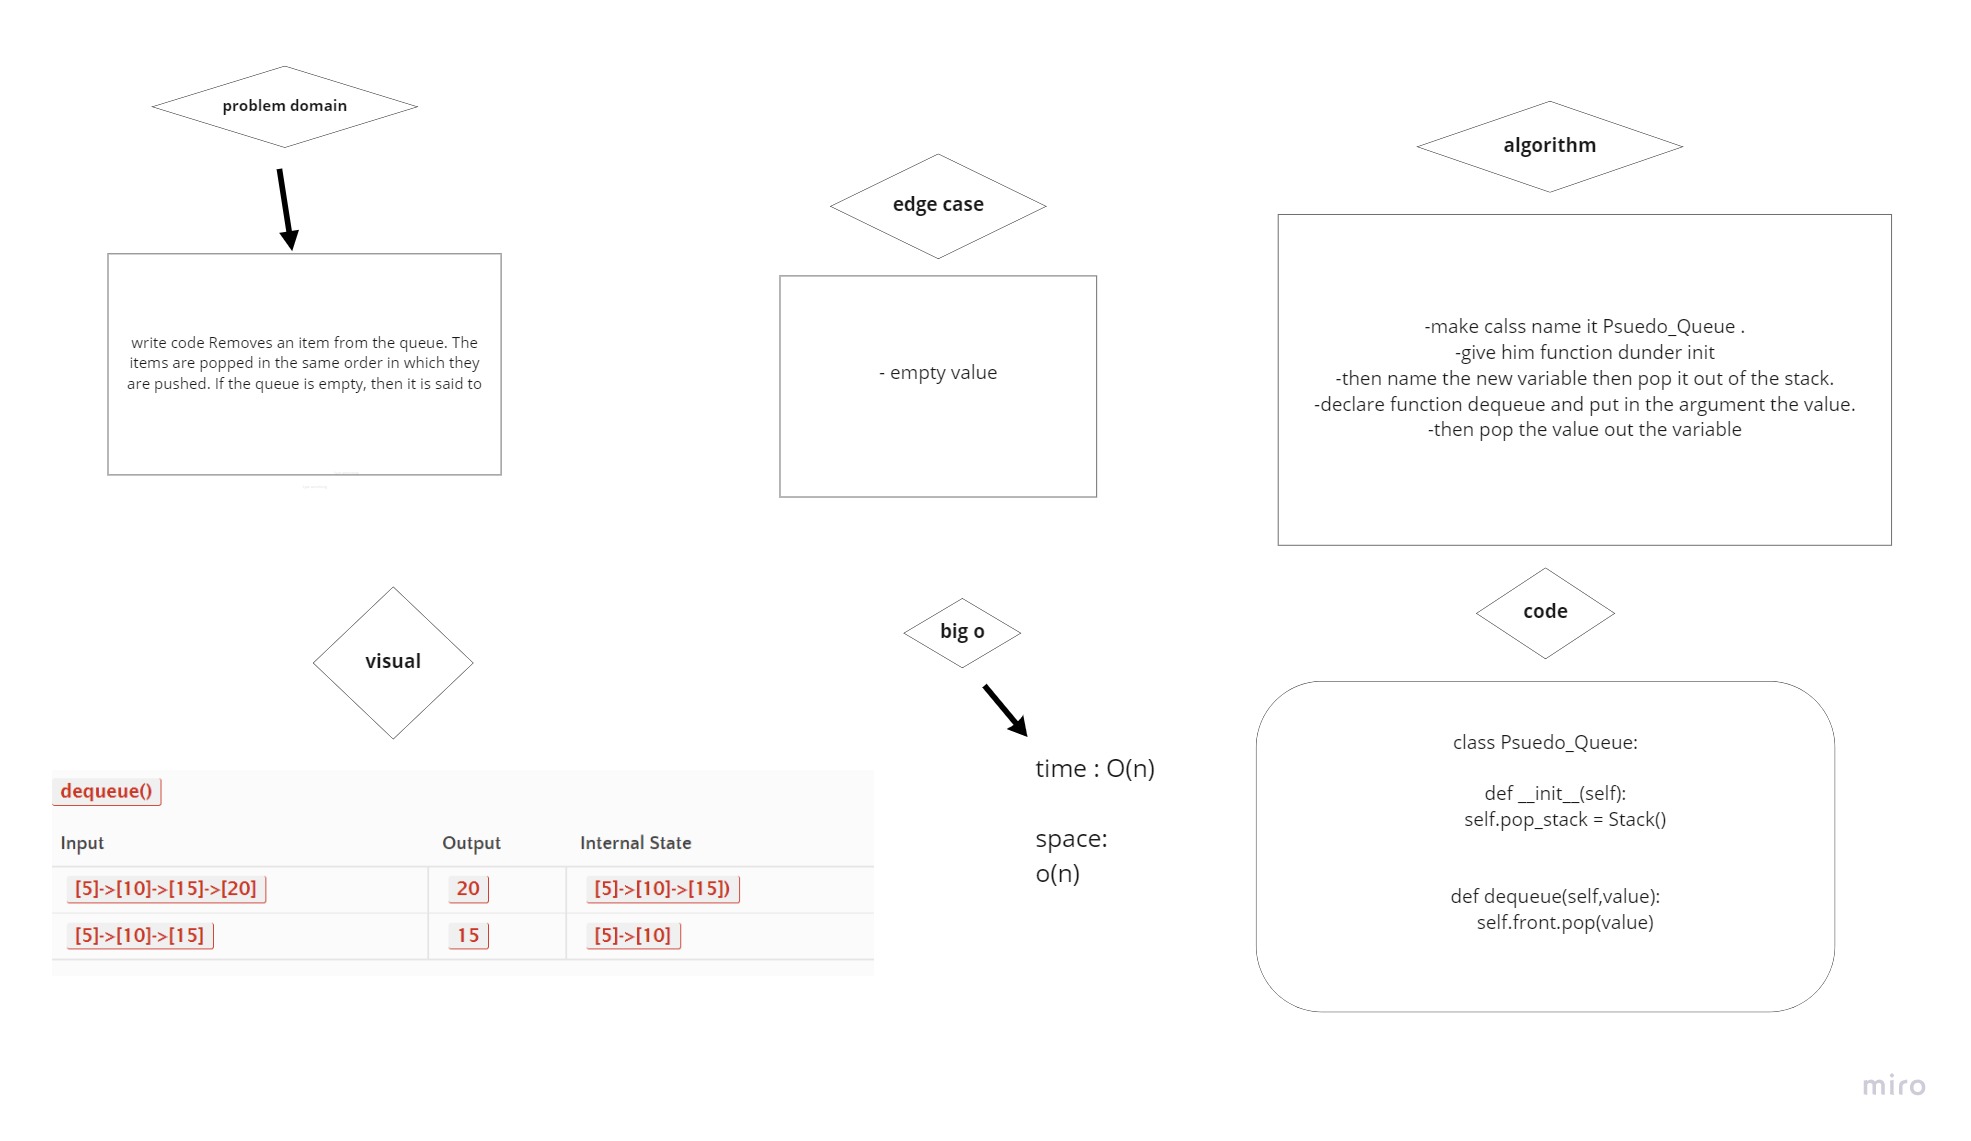 problem domain
write code Removes an item from the queue. The
items are popped in the same order in which they
are pushed. If the queue is empty, then it is said to
edge case
- empty value
algorithm
-make calss name it Psuedo_Queue .
-give him function dunder init
-then name the new variable then pop it out of the stack.
-declare function dequeue and put in the argument the value.
-then pop the value out the variable
visual
dequeue()
Input Output Internal State
[5]->[10]->[15]->[20] 20 [5]->[10]->[15])
[5]->[10]->[15] 15 [5]->[10]
big o
time : O(n)
space:
o(n)
code
class Psuedo_Queue:
def __init__(self):
self.pop_stack = Stack()
def dequeue(self,value):
self.front.pop(value)
miro